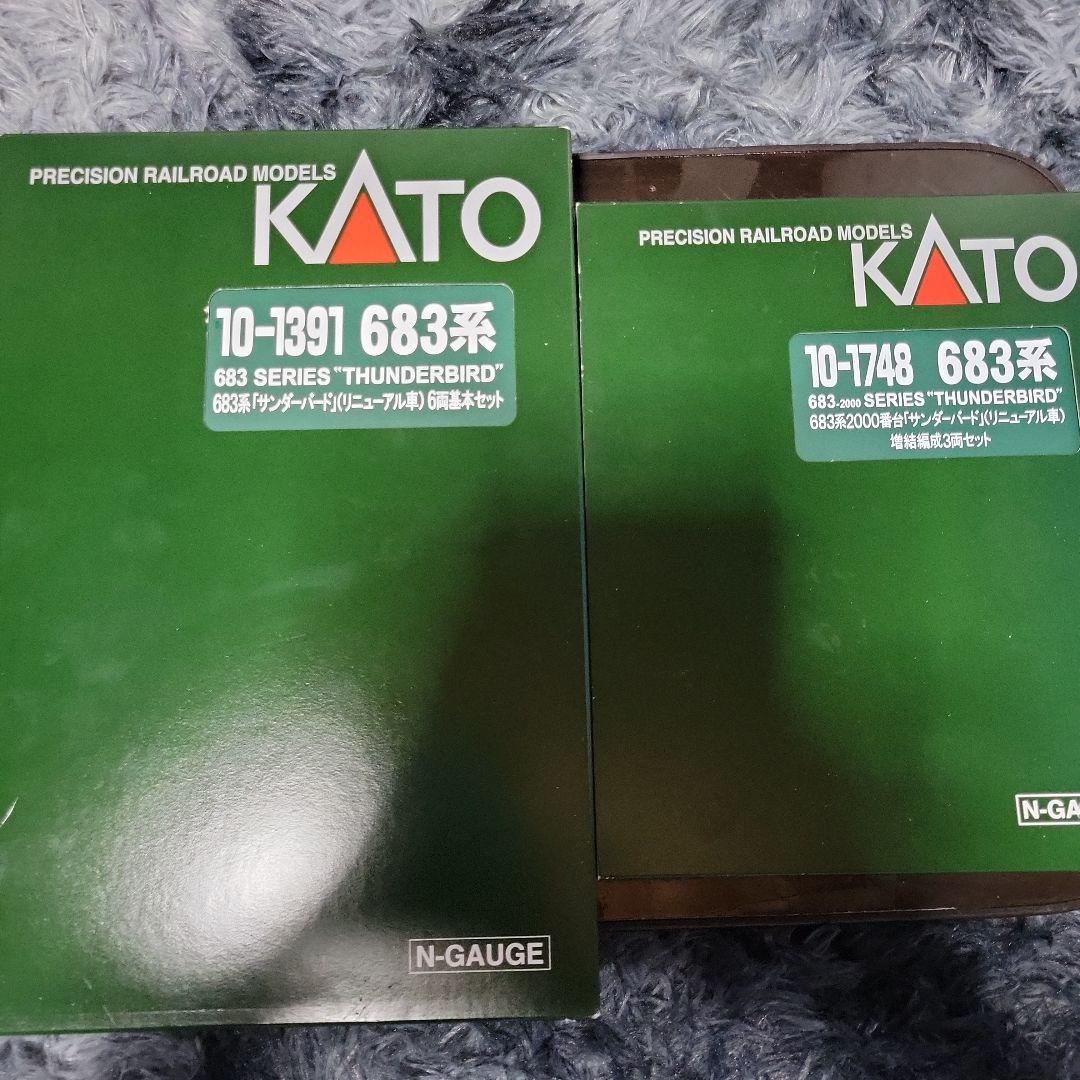 PRECISION RAILROAD MODELS
KATO
10-1391 683系
683 SERIES "THUNDERBIRD"
683系「サンダーバード」(リニューアル車) 6両基本セット
N-GAUGE
PRECISION RAILROAD MODELS
KATO
10-1748 683系
683-2000 SERIES "THUNDERBIRD"
683系2000番台「サンダーバード」(リニューアル車)
増結編成3両セット
N-GA